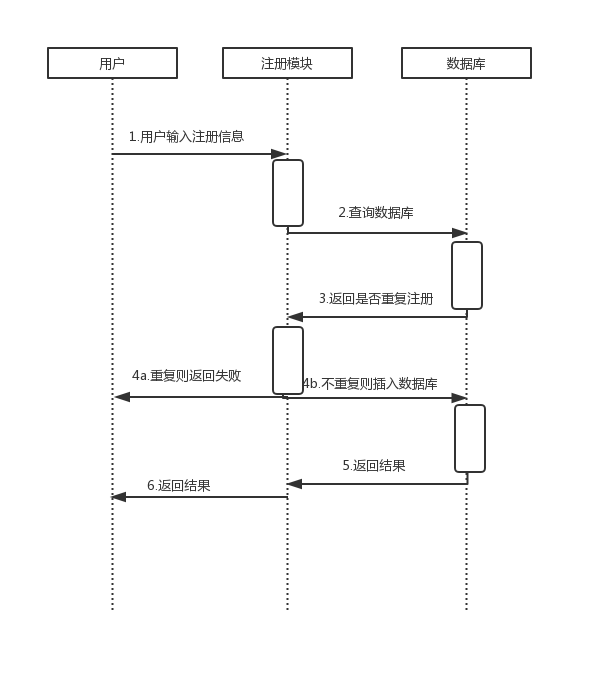 用户
注册模块
数据库
1.用户输入注册信息
2.查询数据库
3.返回是否重复注册
4a.重复则返回失败
4b.不重复则插入数据库
5.返回结果
6.返回结果